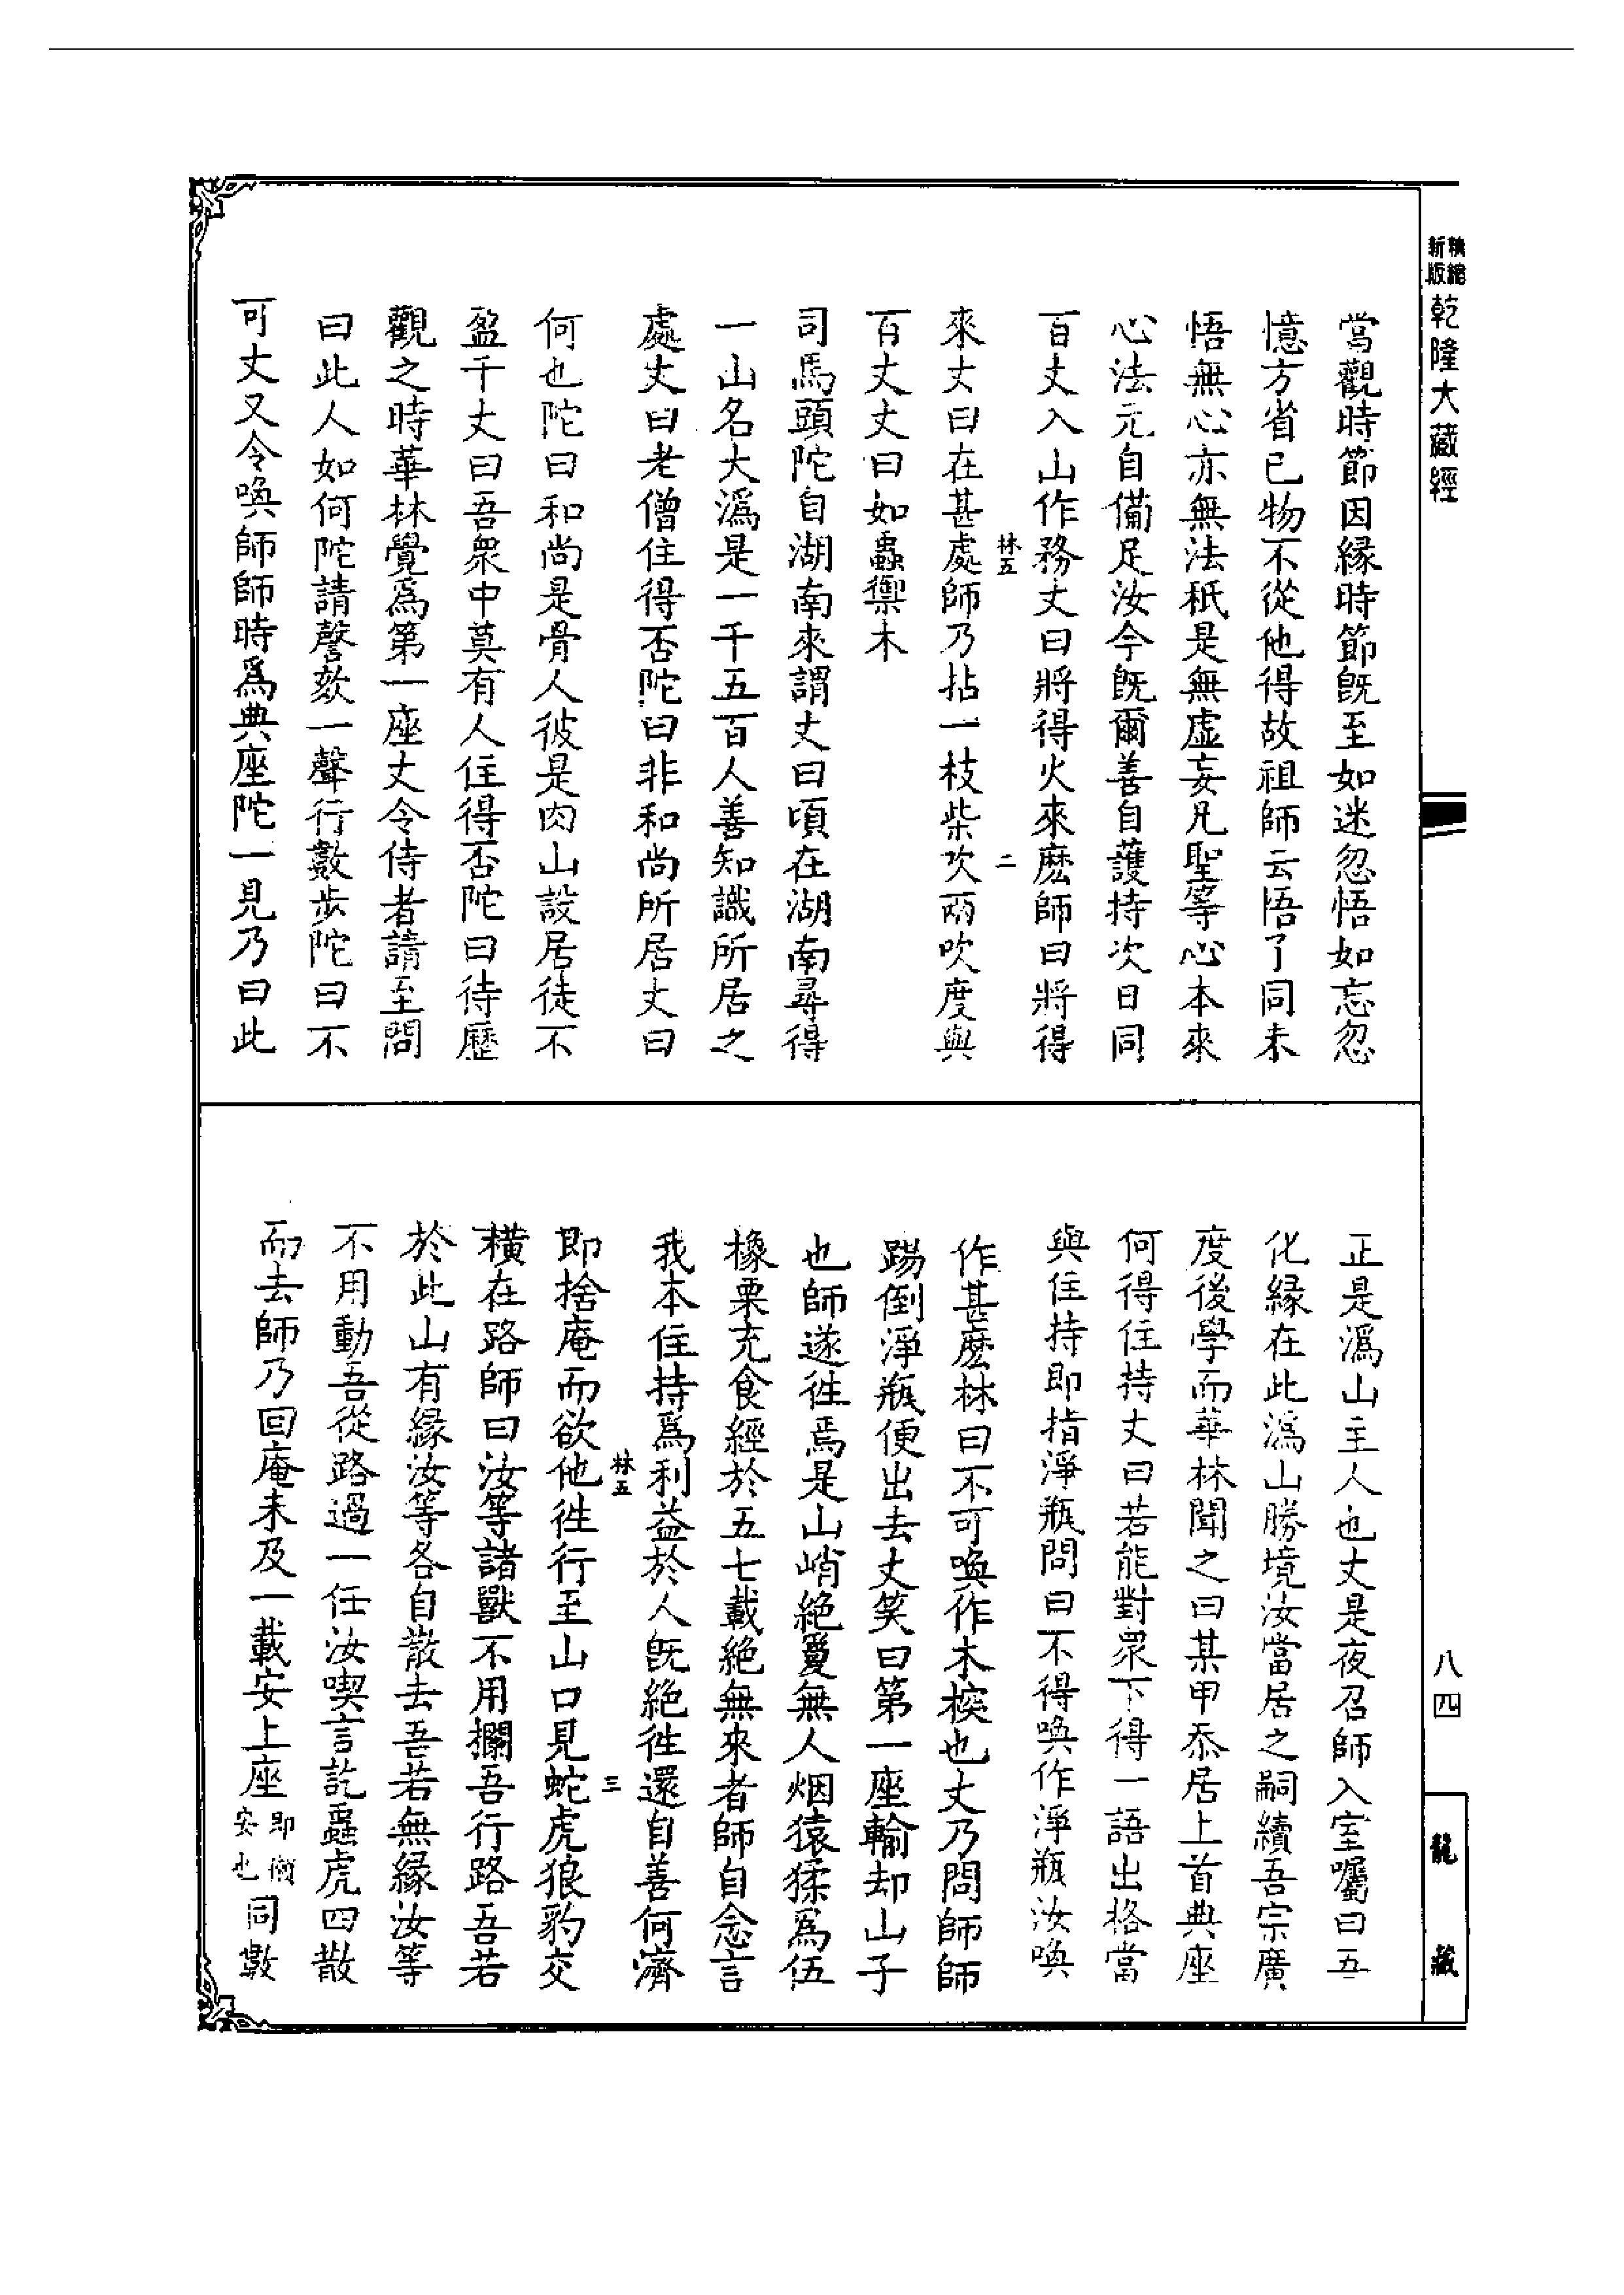 精縮
新版
乾隆大藏經
當觀時節因縁時節旣至如迷忽悟如忘忽
憶方省已物不從他得故祖師云悟了同未
悟無心亦無法秖是無虛妄凡聖等心本來
心法元自備足汝今旣爾善自護持次日同
百丈入山作務丈曰將得火來麽師曰將得
林五
二
來丈曰在甚處師乃拈一枝柴吹兩吹度與
百丈丈曰如蟲禦木
司馬頭陀自湖南來謂丈曰頃在湖南尋得
一山名大潙是一千五百人善知識所居之
處丈曰老僧住得否陀曰非和尚所居丈曰
何也陀曰和尚是骨人彼是肉山設居徒不
盈千丈曰吾衆中莫有人住得否陀曰待歷
觀之時華林覺爲第一座丈令侍者請至問
曰此人如何陀請謦欬一聲行數步陀曰不
可丈又令喚師師時爲典座陀一見乃曰此
正是潙山主人也丈是夜召師入室囑曰吾
化縁在此潙山勝境汝當居之嗣續吾宗廣
度後學而華林聞之曰某甲忝居上首典座
何得住持丈曰若能對衆下得一語出格當
與住持即指淨瓶問曰不得喚作淨瓶汝喚
作甚麽林曰不可喚作木㮇也丈乃問師師
踢倒淨瓶便出去丈笑曰第一座輸却山子
也師遂徃焉是山峭絶敻無人烟猿猱爲伍
橡栗充食經於五七載絶無來者師自念言
我本住持爲利益於人旣絶徃還自善何濟
林五
三
即捨庵而欲他徃行至山口見蛇虎狼豹交
橫在路師曰汝等諸獸不用攔吾行路吾若
於此山有縁汝等各自散去吾若無縁汝等
不用動吾從路過一任汝喫言訖蟲虎四散
而去師乃回庵未及一載安上座即懶安也同數
八四
龍
藏